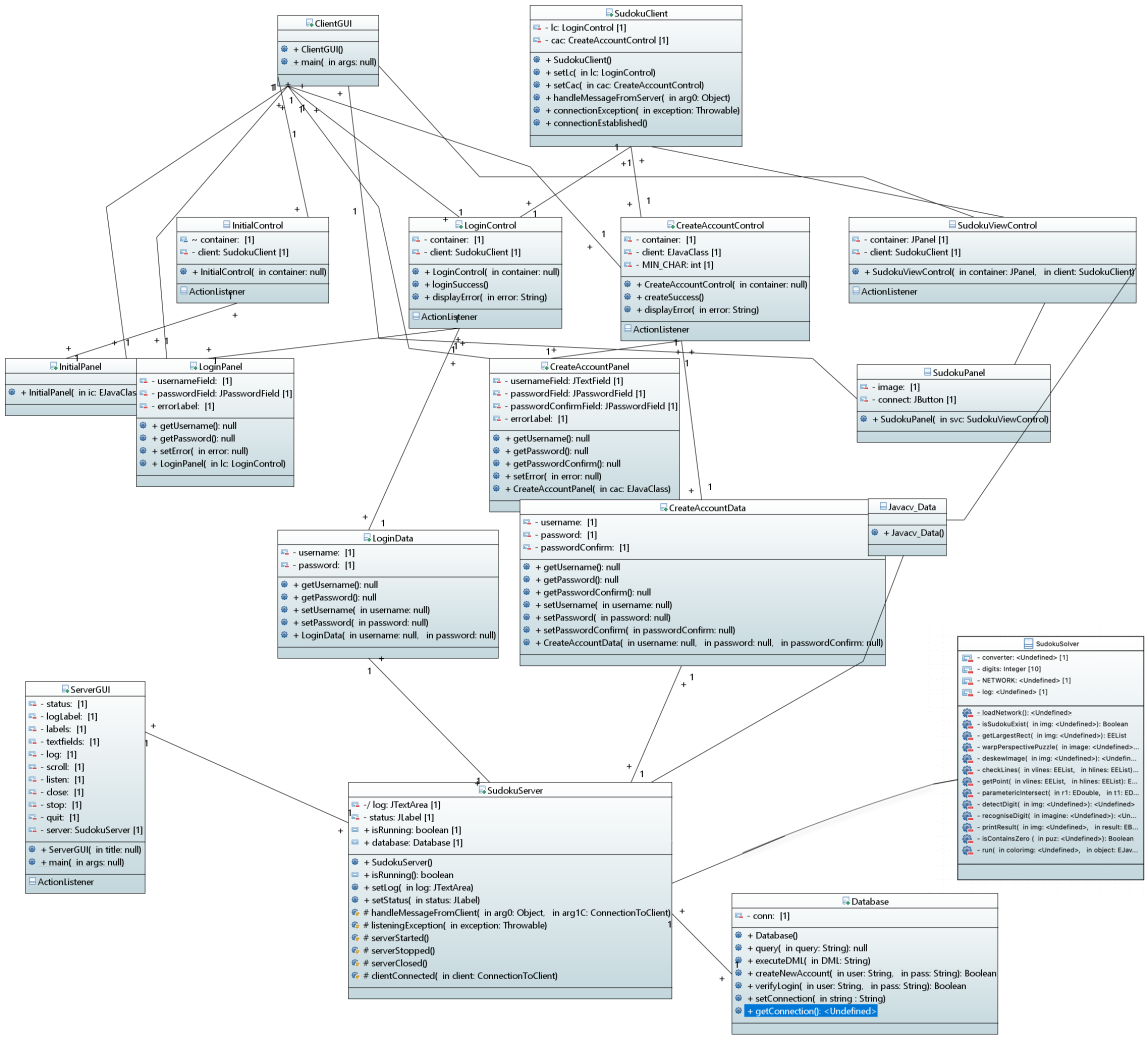 ClientGUI
+ ClientGUI()
+ main( in args: null)
SudokuClient
- lc: LoginControl [1]
- cac: CreateAccountControl [1]
+ SudokuClient()
+ setLc( in lc: LoginControl)
+ setCac( in cac: CreateAccountControl)
+ handleMessageFromServer( in arg0: Object)
+ connectionException( in exception: Throwable)
+ connectionEstablished()
InitialControl
~ container: [1]
- client: SudokuClient [1]
+ InitialControl( in container: null)
ActionListener
LoginControl
- container: [1]
- client: SudokuClient [1]
+ LoginControl( in container: null)
+ loginSuccess()
+ displayError( in error: String)
ActionListener
CreateAccountControl
- container: [1]
- client: EJavaClass [1]
- MIN_CHAR: int [1]
+ CreateAccountControl( in container: null)
+ createSuccess()
+ displayError( in error: String)
ActionListener
SudokuViewControl
- container: JPanel [1]
- client: SudokuClient [1]
+ SudokuViewControl( in container: JPanel, in client: SudokuClient)
ActionListener
InitialPanel
+ InitialPanel( in ic: EJavaClas
LoginPanel
- usernameField: [1]
- passwordField: JPasswordField [1]
- errorLabel: [1]
+ getUsername(): null
+ getPassword(): null
+ setError( in error: null)
+ LoginPanel( in lc: LoginControl)
CreateAccountPanel
- usernameField: JTextField [1]
- passwordField: JPasswordField [1]
- passwordConfirmField: JPasswordField [1]
- errorLabel: [1]
+ getUsername(): null
+ getPassword(): null
+ getPasswordConfirm(): null
+ setError( in error: null)
+ CreateAccountPanel( in cac: EJavaClass)
SudokuPanel
- image: [1]
- connect: JButton [1]
+ SudokuPanel( in svc: SudokuViewControl)
LoginData
- username: [1]
- password: [1]
+ getUsername(): null
+ getPassword(): null
+ setUsername( in username: null)
+ setPassword( in password: null)
+ LoginData( in username: null, in password: null)
CreateAccountData
- username: [1]
- password: [1]
- passwordConfirm: [1]
+ getUsername(): null
+ getPassword(): null
+ getPasswordConfirm(): null
+ setUsername( in username: null)
+ setPassword( in password: null)
+ setPasswordConfirm( in passwordConfirm: null)
+ CreateAccountData( in username: null, in password: null, in passwordConfirm: null)
Javacv_Data
+ Javacv_Data()
SudokuSolver
- converter: <Undefined> [1]
- digits: Integer [10]
- NETWORK: <Undefined> [1]
- log: <Undefined> [1]
- loadNetwork(): <Undefined>
- isSudokuExist( in img: <Undefined>): Boolean
- getLargestRect( in img: <Undefined>): EEList
- warpPerspectivePuzzle( in image: <Undefined>...
- deskewImage( in img: <Undefined>): <Undefin...
- checkLines( in vlines: EEList, in hlines: EEList)...
- getPoint( in vlines: EEList, in hlines: EEList): E...
- parametericIntersect( in r1: EDouble, in t1: ED...
- detectDigit( in img: <Undefined>): <Undefined>
- recogniseDigit( in imagine: <Undefined>): <Un...
- printResult( in img: <Undefined>, in result: EB...
- isContainsZero ( in puz: <Undefined>): Boolean
- run( in colorimg: <Undefined>, in object: EJav...
ServerGUI
- status: [1]
- logLabel: [1]
- labels: [1]
- textfields: [1]
- log: [1]
- scroll: [1]
- listen: [1]
- close: [1]
- stop: [1]
- quit: [1]
- server: SudokuServer [1]
+ ServerGUI( in title: null)
+ main( in args: null)
ActionListener
SudokuServer
-/ log: JTextArea [1]
- status: JLabel [1]
+ isRunning: boolean [1]
+ database: Database [1]
+ SudokuServer()
+ isRunning(): boolean
+ setLog( in log: JTextArea)
+ setStatus( in status: JLabel)
# handleMessageFromClient( in arg0: Object, in arg1C: ConnectionToClient)
# listeningException( in exception: Throwable)
# serverStarted()
# serverStopped()
# serverClosed()
# clientConnected( in client: ConnectionToClient)
Database
- conn: [1]
+ Database()
+ query( in query: String): null
+ executeDML( in DML: String)
+ createNewAccount( in user: String, in pass: String): Boolean
+ verifyLogin( in user: String, in pass: String): Boolean
+ setConnection( in string : String)
+ getConnection(): <Undefined>